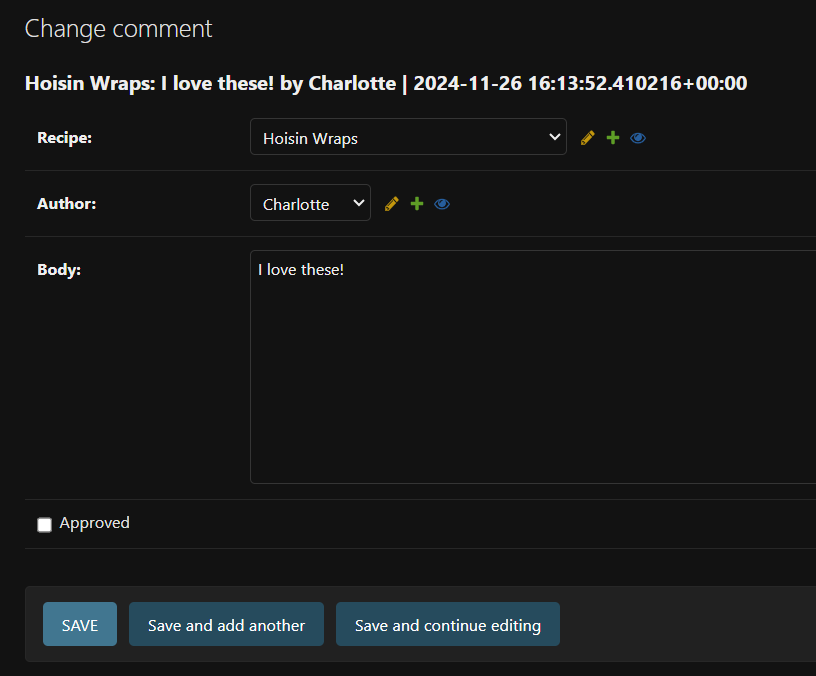 Change comment
Hoisin Wraps: I love these! by Charlotte | 2024-11-26 16:13:52.410216+00:00
Recipe: Hoisin Wraps
Author: Charlotte
Body: I love these!
Approved
SAVE Save and add another Save and continue editing